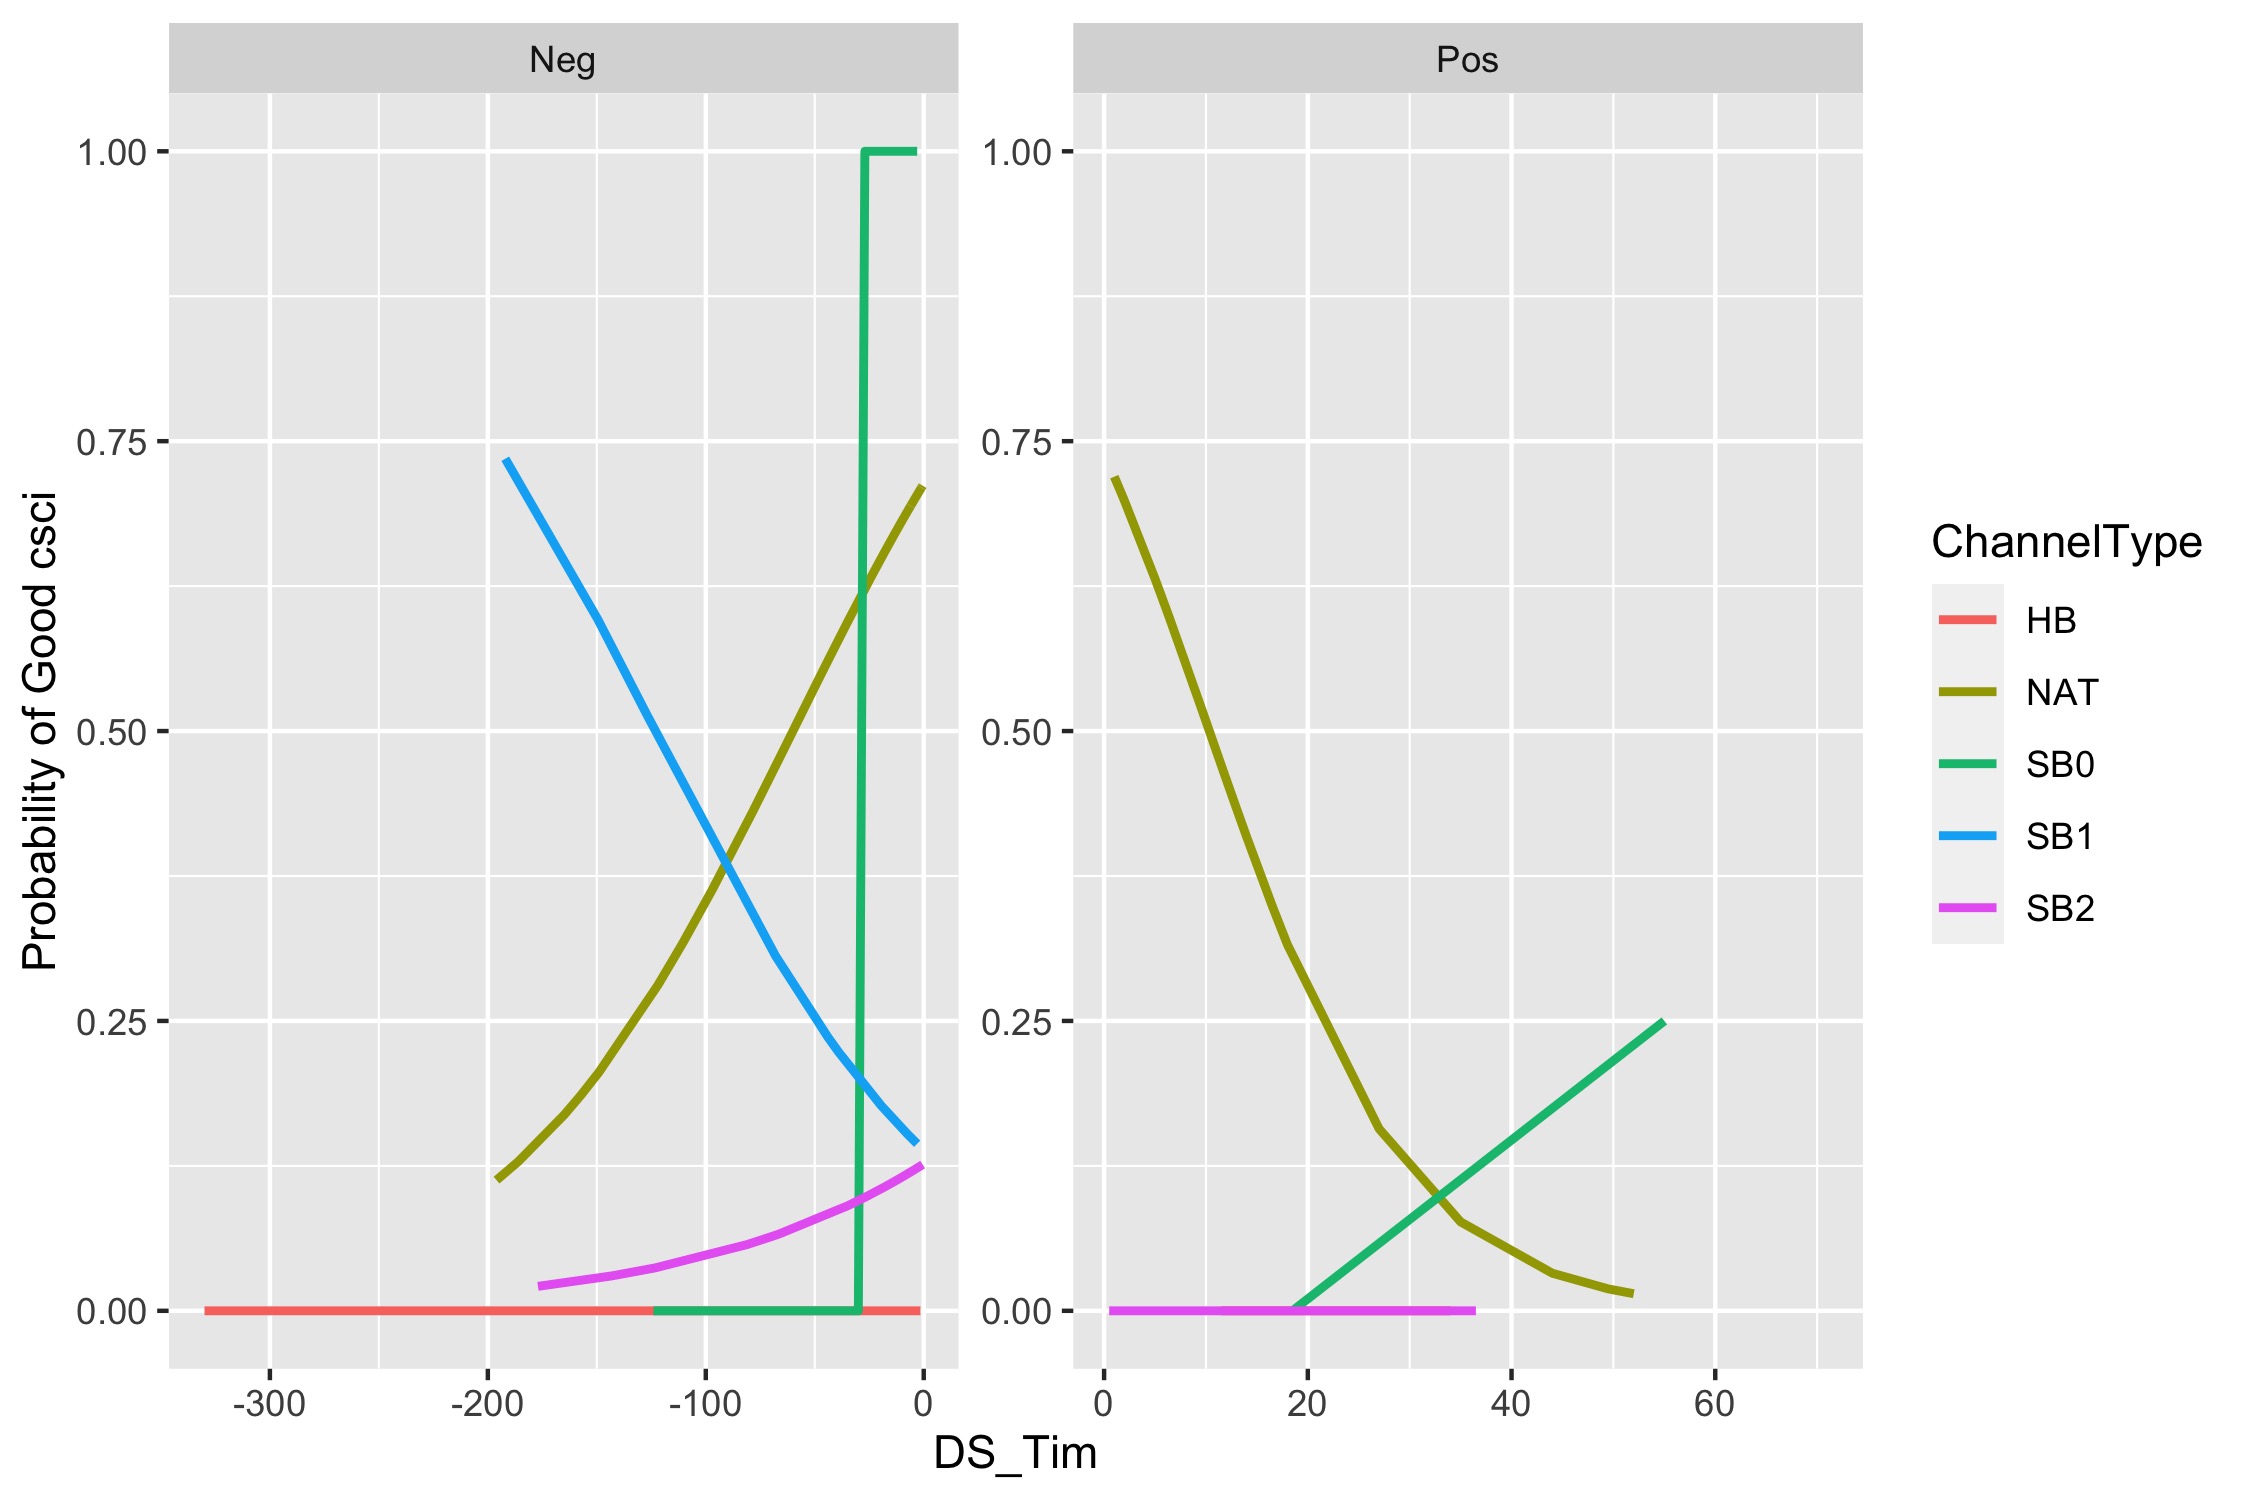 Neg
Pos
Probability of Good csci
1.00
0.75
0.50
0.25
0.00
1.00
0.75
0.50
0.25
0.00
-300 -200 -100 0
0 20 40 60
DS_Tim
ChannelType
HB
NAT
SB0
SB1
SB2